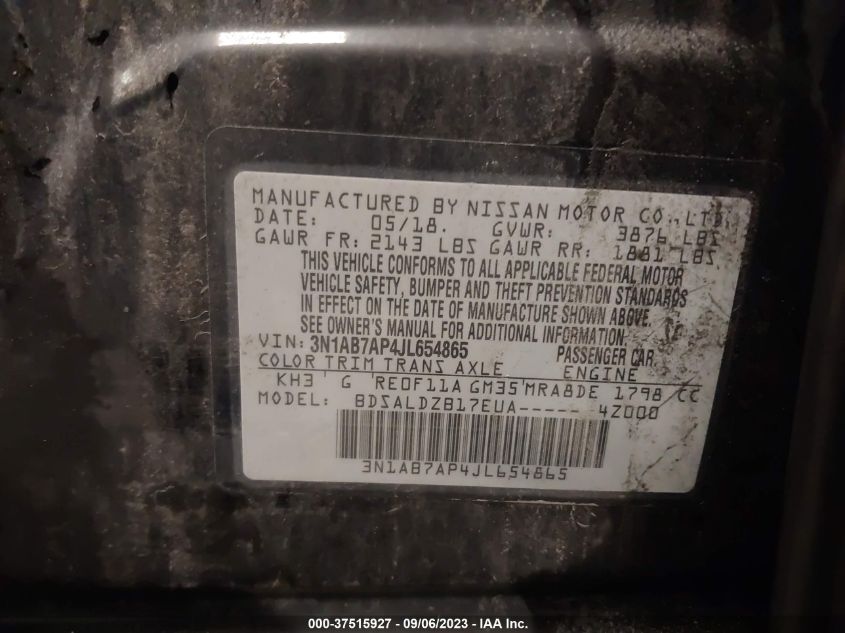 MANUFACTURED BY NISSAN MOTOR CO., LTD.
DATE: 05/18. GVWR: 3876 LBS
GAWR FR: 2143 LBS GAWR RR: 1881 LBS
THIS VEHICLE CONFORMS TO ALL APPLICABLE FEDERAL MOTOR
VEHICLE SAFETY, BUMPER AND THEFT PREVENTION STANDARDS
IN EFFECT ON THE DATE OF MANUFACTURE SHOWN ABOVE.
SEE OWNER'S MANUAL FOR ADDITIONAL INFORMATION.
VIN: 3N1AB7AP4JL654865 PASSENGER CAR
COLOR TRIM TRANS AXLE ENGINE
KH3 G RE0F11A GM35 MRA8DE 1798 CC
MODEL: BDSALDZB17EUA----- 4Z000
3N1AB7AP4JL654865
000-37515927 - 09/06/2023 - © IAA Inc.